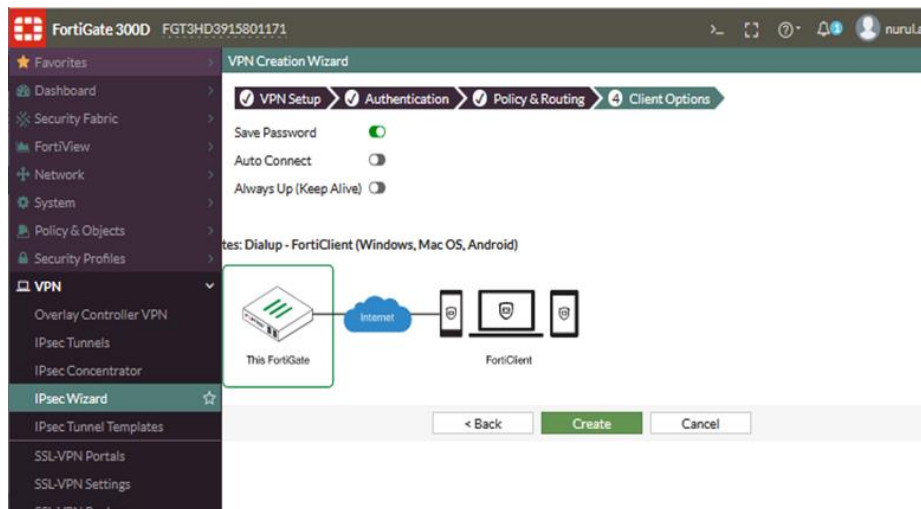 FortiGate 300D FGT3HD3915801171
>_ 1 nurul.a
Favorites
Dashboard
Security Fabric
FortiView
Network
System
Policy & Objects
Security Profiles
VPN
Overlay Controller VPN
IPsec Tunnels
IPsec Concentrator
IPsec Wizard
IPsec Tunnel Templates
SSL-VPN Portals
SSL-VPN Settings
VPN Creation Wizard
VPN Setup Authentication Policy & Routing 4 Client Options
Save Password
Auto Connect
Always Up (Keep Alive)
tes: Dialup - FortiClient (Windows, Mac OS, Android)
Internet
This FortiGate FortiClient
< Back Create Cancel